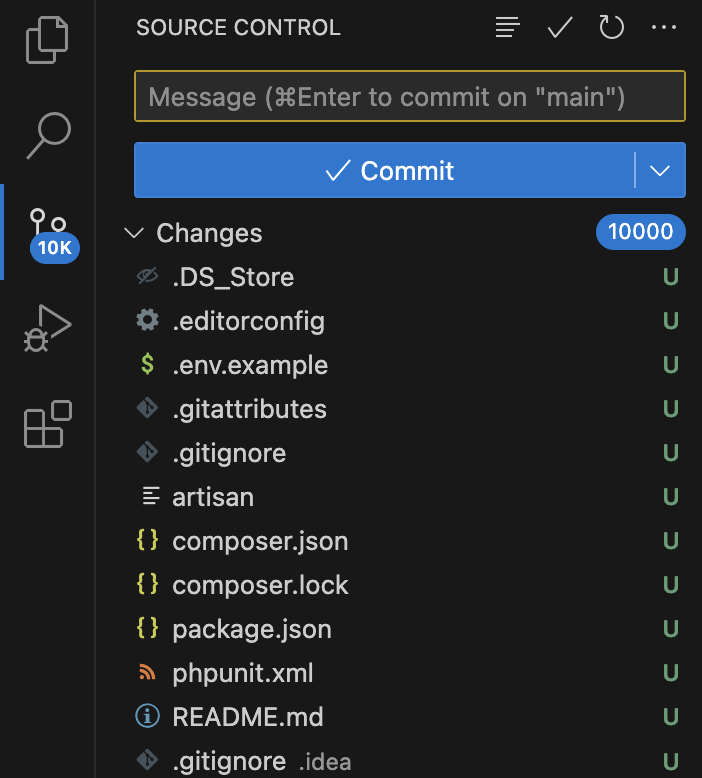 SOURCE CONTROL
Message (⌘Enter to commit on "main")
Commit
10K
Changes 10000
.DS_Store U
.editorconfig U
.env.example U
.gitattributes U
.gitignore U
artisan U
composer.json U
composer.lock U
package.json U
phpunit.xml U
README.md U
.gitignore .idea U